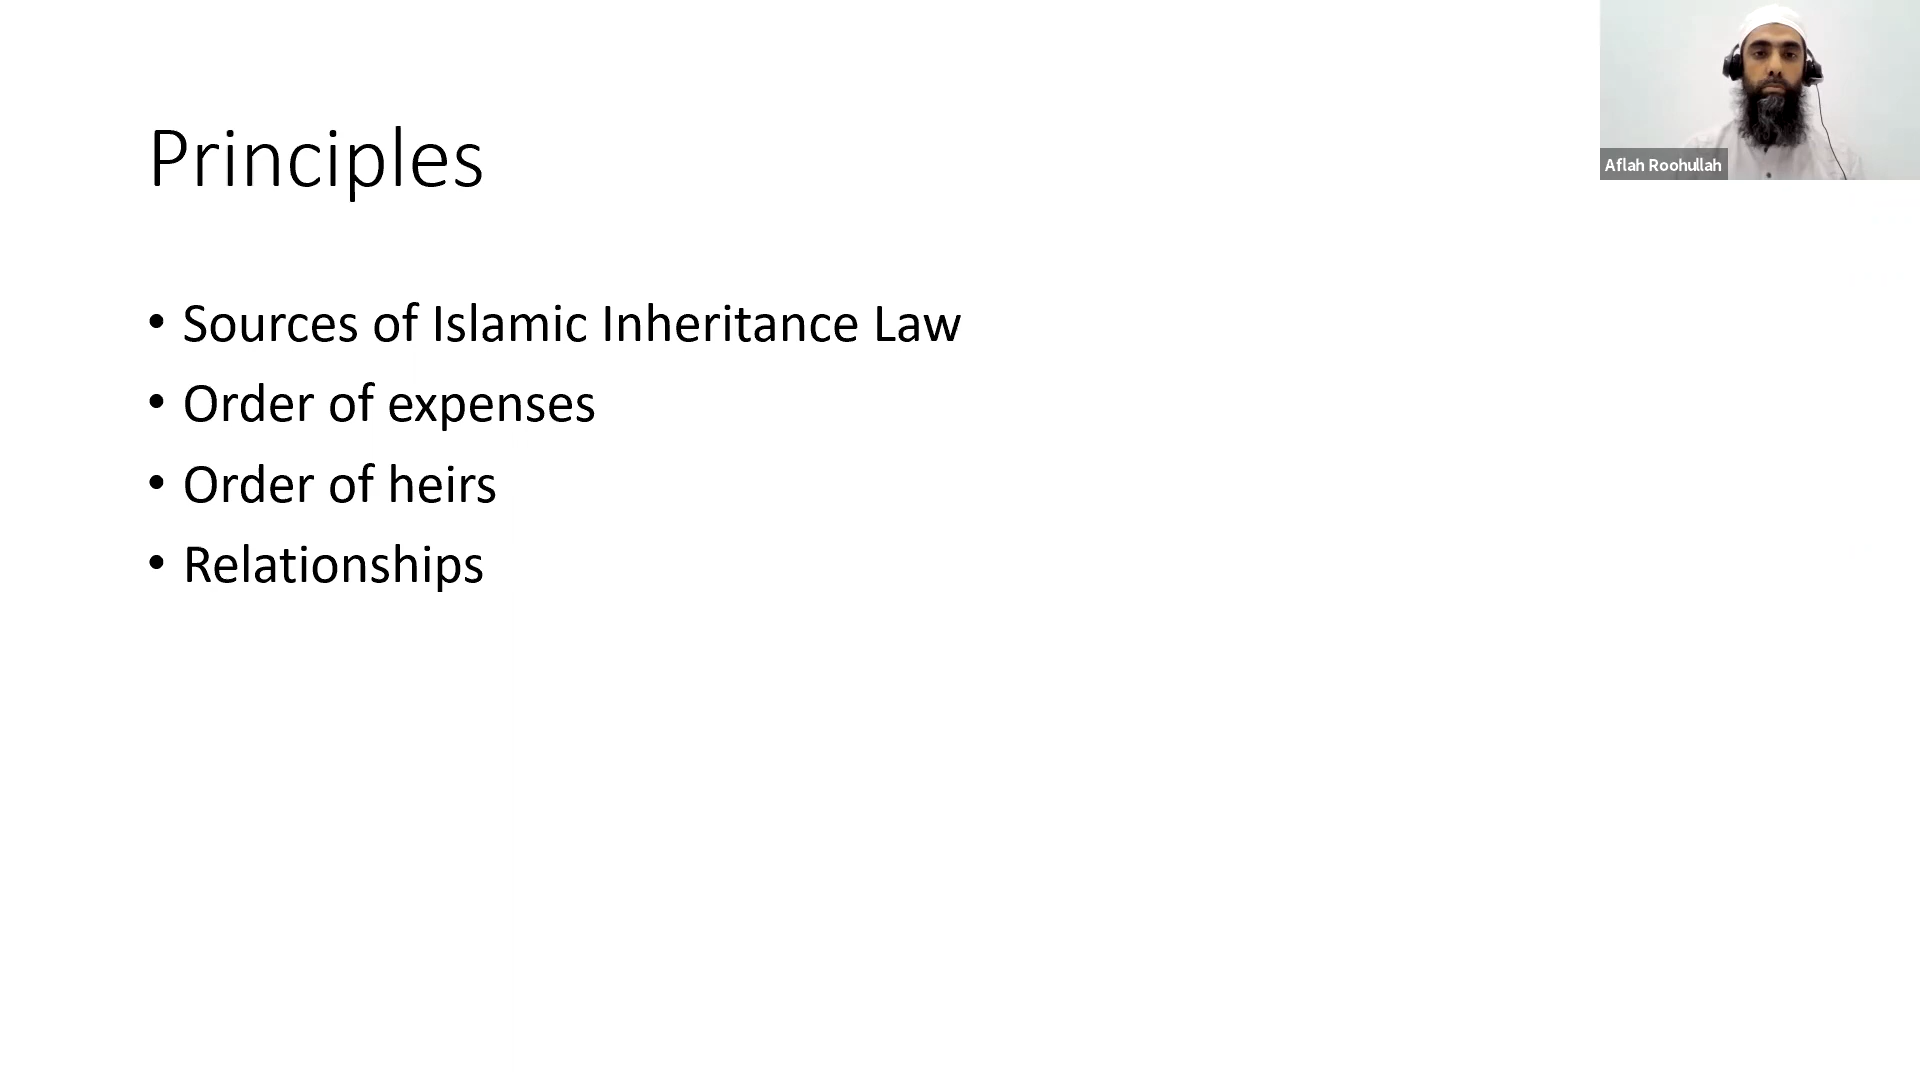 Principles
• Sources of Islamic Inheritance Law
• Order of expenses
• Order of heirs
• Relationships
Aflah Roohullah